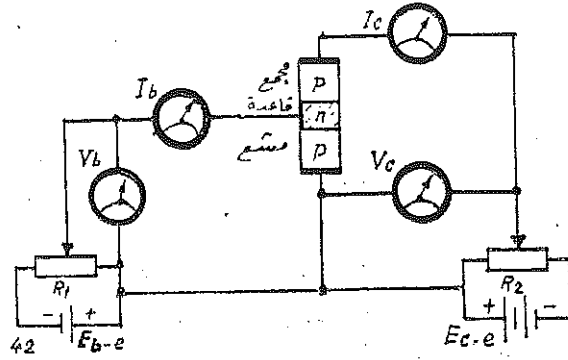 Ic
Ib
مجمع
P
قاعدة
n
مشع
P
Vb
Vc
R1
R2
- +
+ -
42
Eb-e
Ec-e